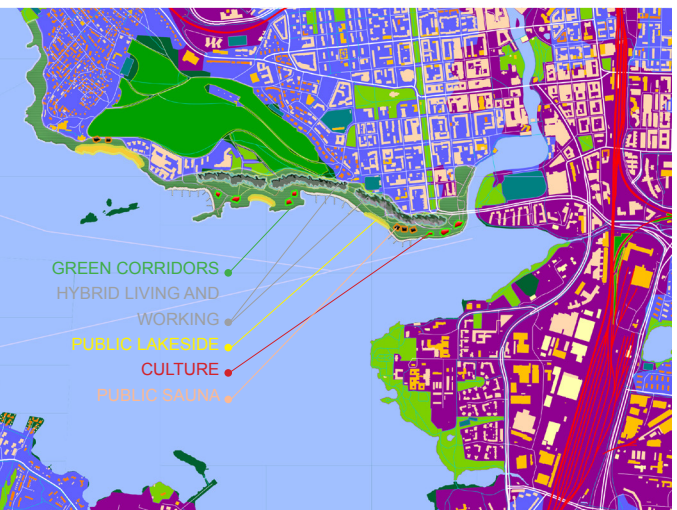 GREEN CORRIDORS
HYBRID LIVING AND
WORKING
PUBLIC LAKESIDE
CULTURE
PUBLIC SAUNA